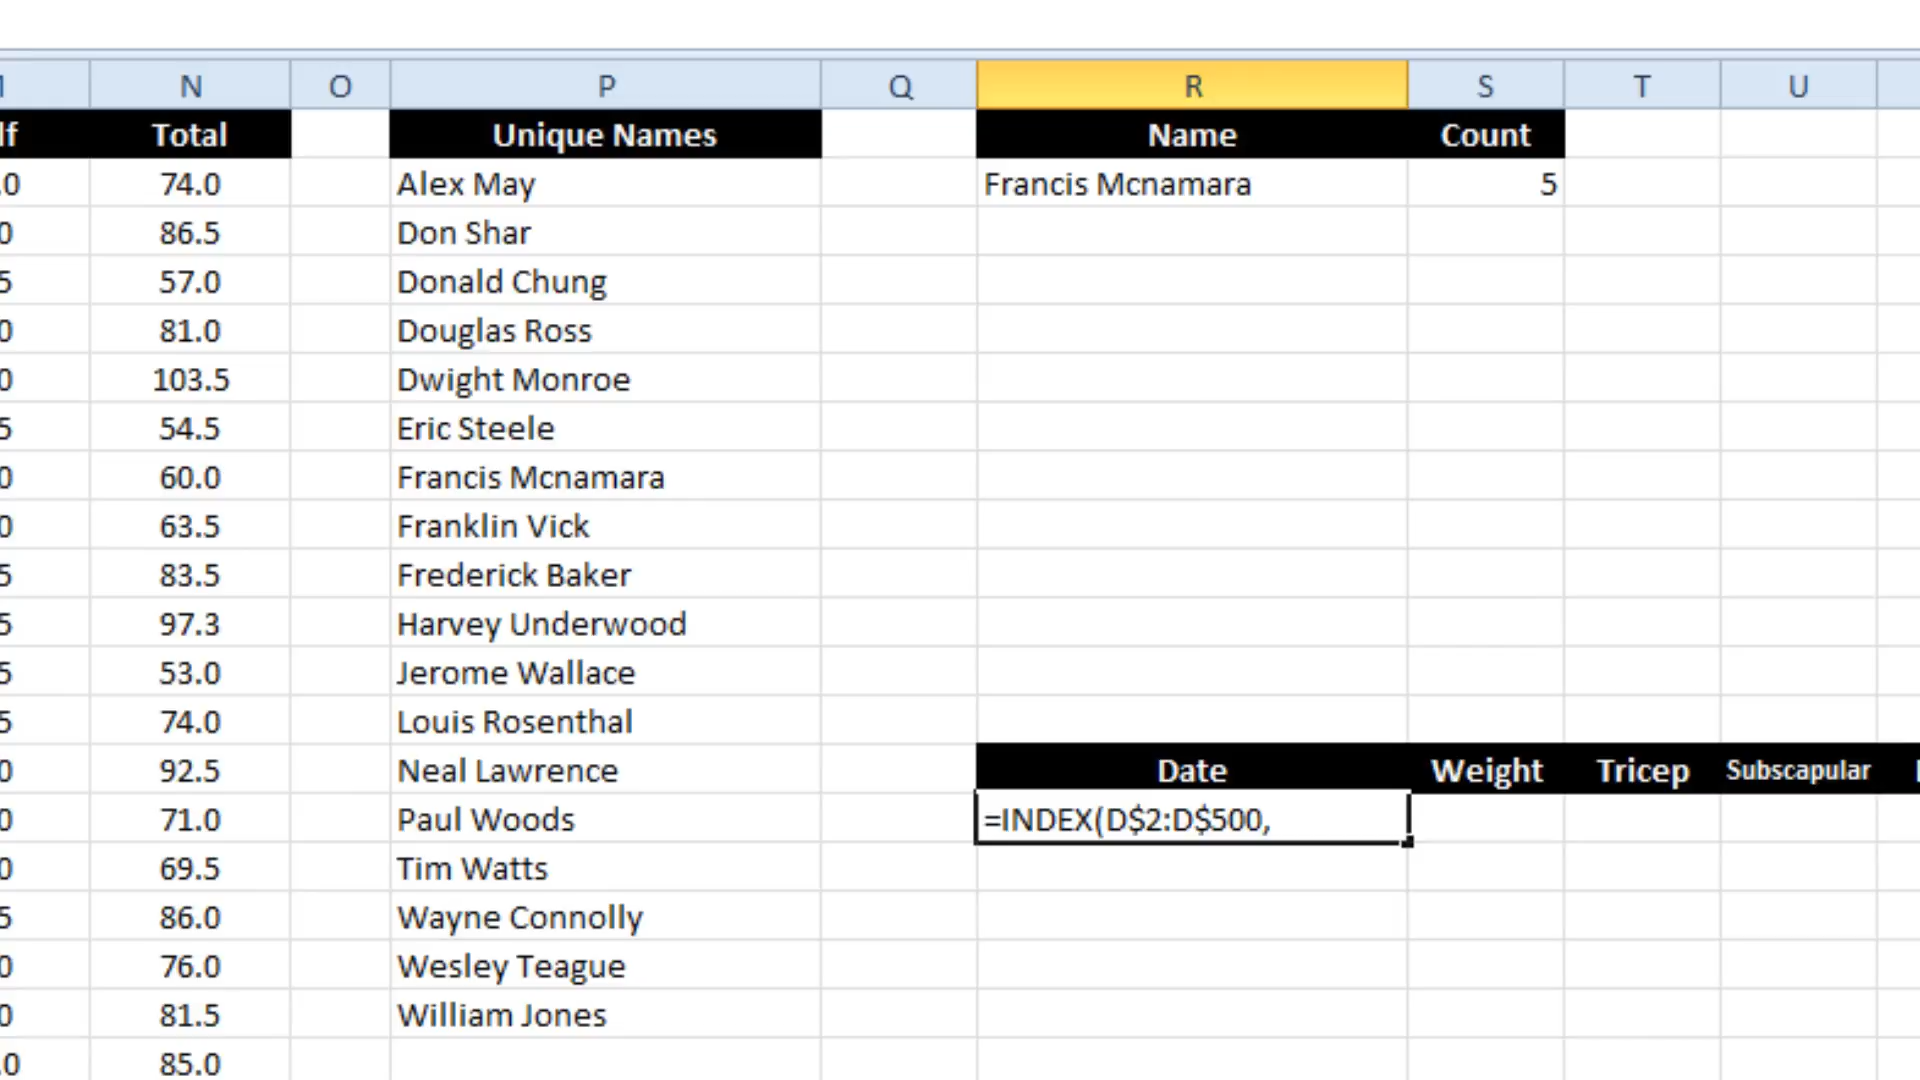 N O P Q R S T U
lf Total Unique Names Name Count
.0 74.0 Alex May Francis Mcnamara 5
0 86.5 Don Shar
5 57.0 Donald Chung
0 81.0 Douglas Ross
0 103.5 Dwight Monroe
5 54.5 Eric Steele
0 60.0 Francis Mcnamara
0 63.5 Franklin Vick
5 83.5 Frederick Baker
5 97.3 Harvey Underwood
5 53.0 Jerome Wallace
5 74.0 Louis Rosenthal
0 92.5 Neal Lawrence Date Weight Tricep Subscapular
0 71.0 Paul Woods =INDEX(D$2:D$500,
0 69.5 Tim Watts
5 86.0 Wayne Connolly
0 76.0 Wesley Teague
0 81.5 William Jones
.0 85.0